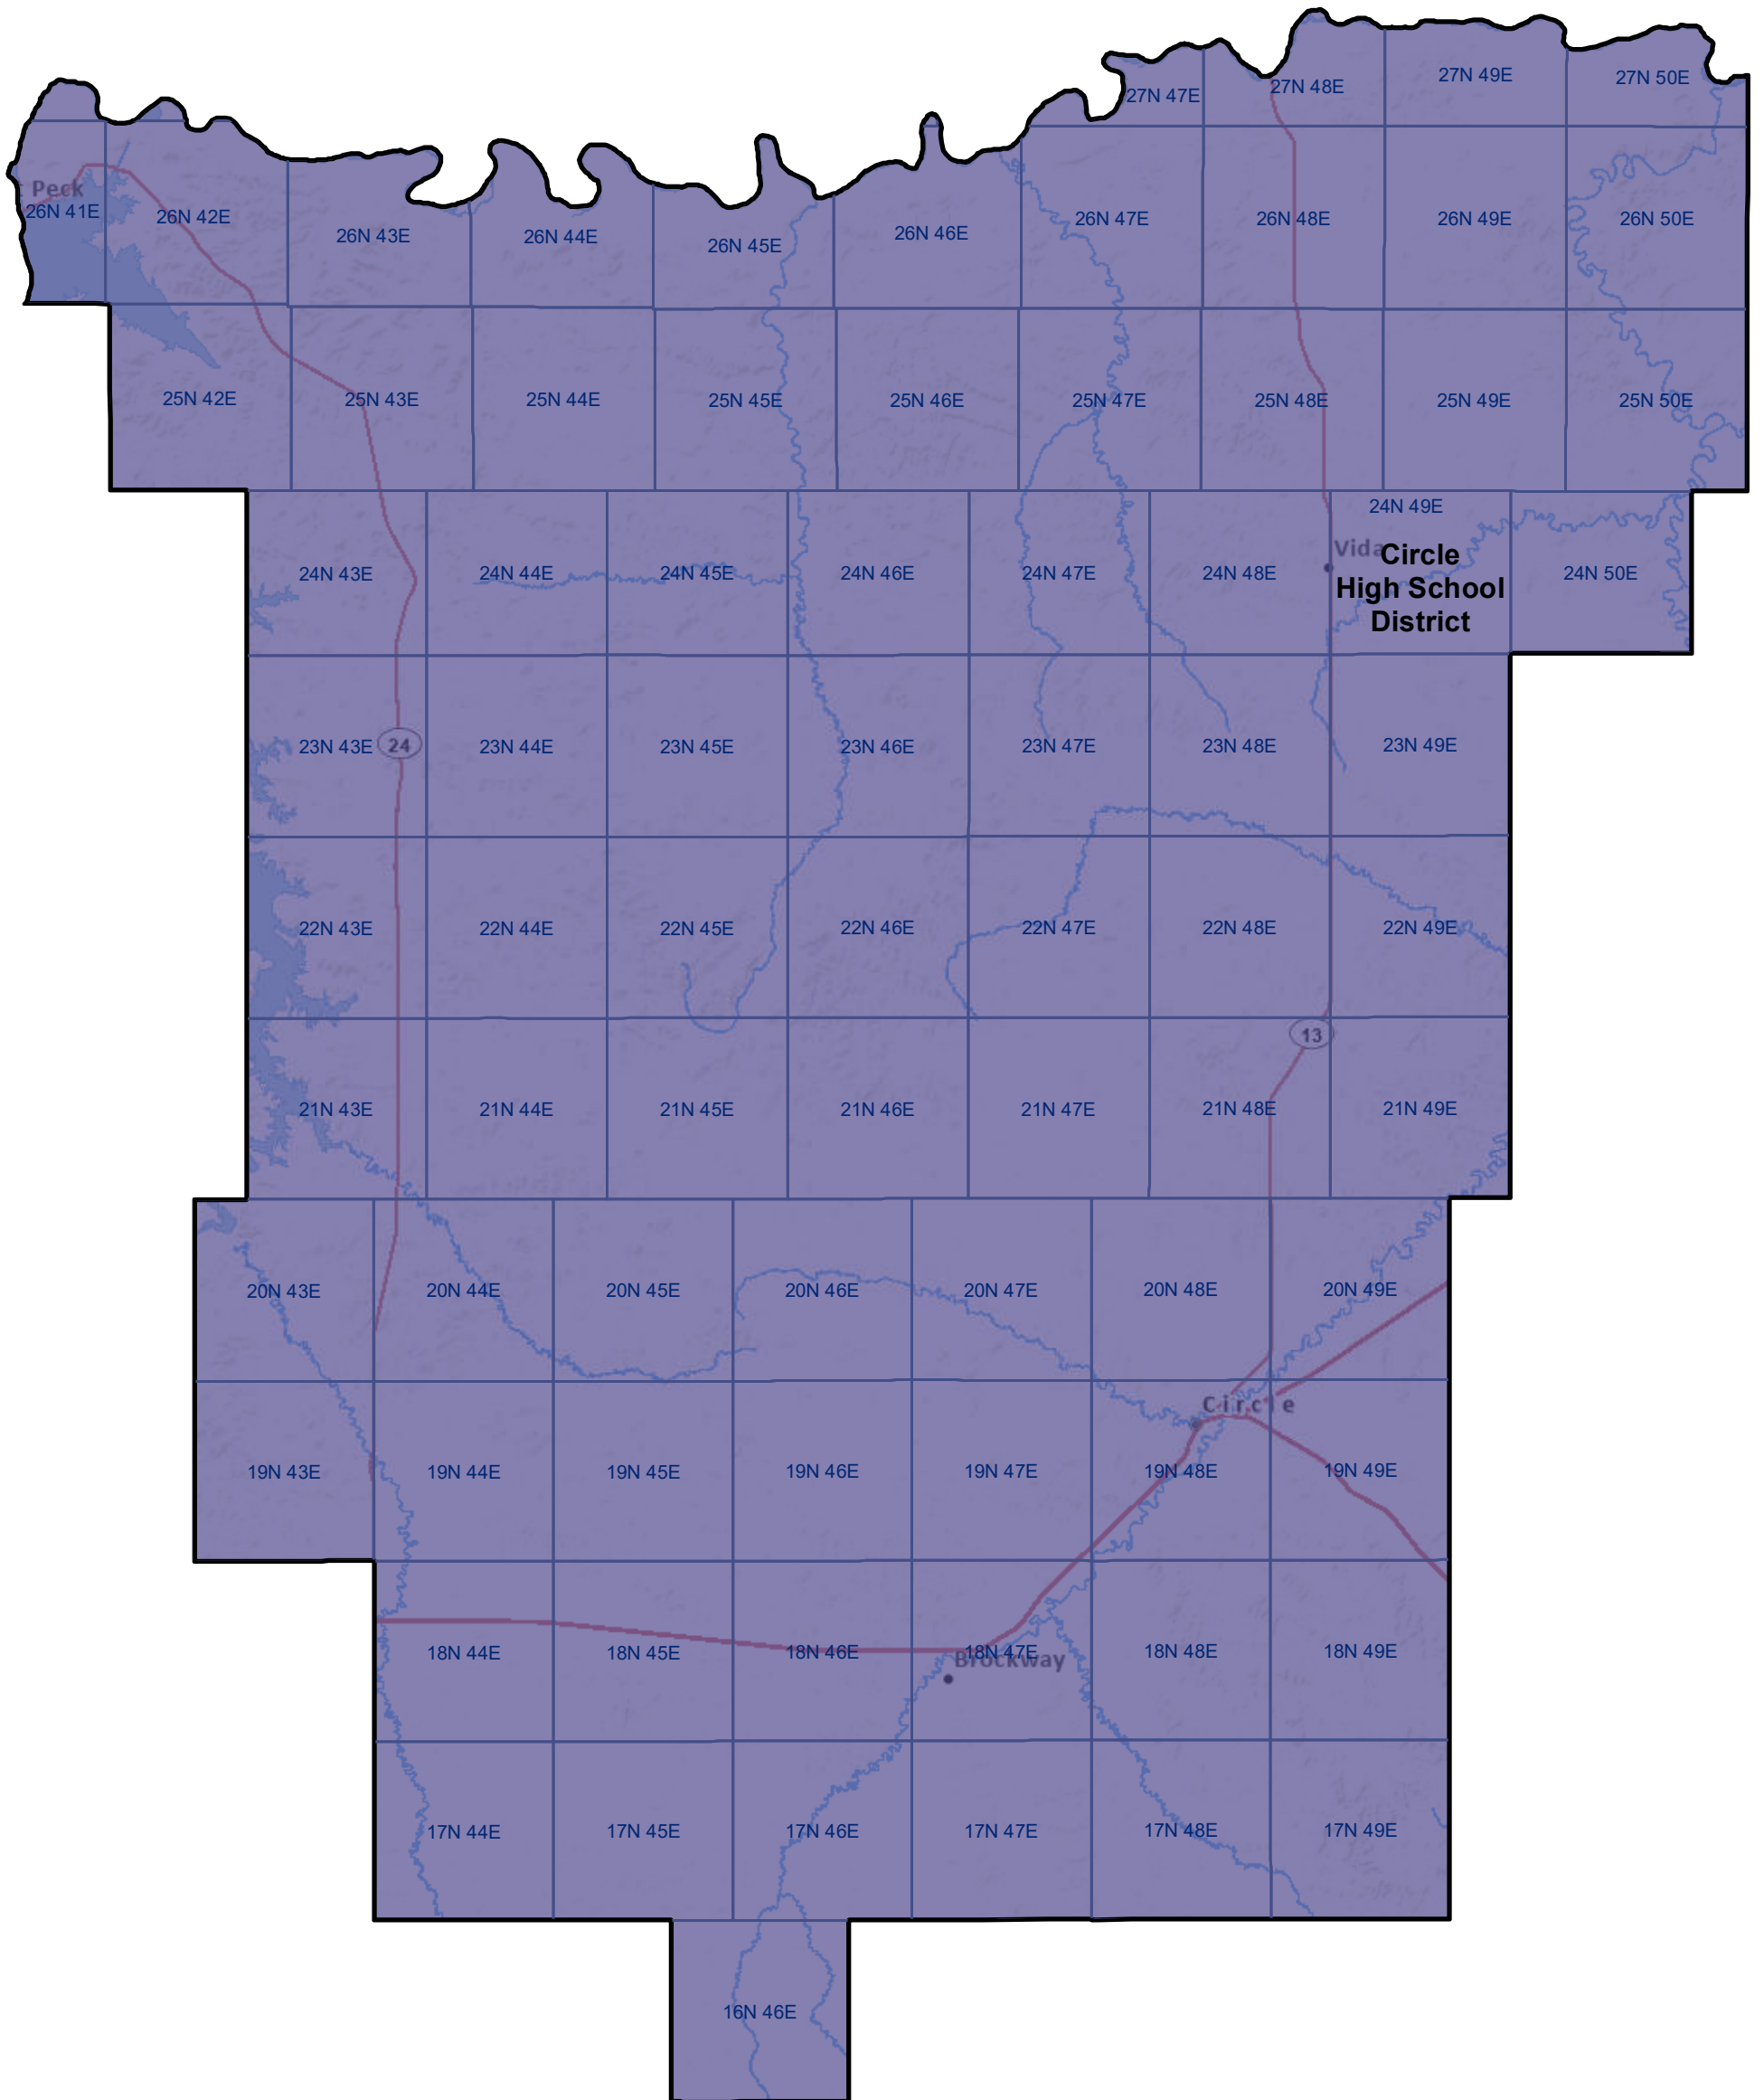 27N 47E
27N 48E
27N 49E
27N 50E
Peck
26N 41E
26N 42E
26N 43E
26N 44E
26N 45E
26N 46E
26N 47E
26N 48E
26N 49E
26N 50E
25N 42E
25N 43E
25N 44E
25N 45E
25N 46E
25N 47E
25N 48E
25N 49E
25N 50E
24N 49E
Vida
Circle
High School
District
24N 43E
24N 44E
24N 45E
24N 46E
24N 47E
24N 48E
24N 50E
23N 43E
24
23N 44E
23N 45E
23N 46E
23N 47E
23N 48E
23N 49E
22N 43E
22N 44E
22N 45E
22N 46E
22N 47E
22N 48E
22N 49E
13
21N 43E
21N 44E
21N 45E
21N 46E
21N 47E
21N 48E
21N 49E
20N 43E
20N 44E
20N 45E
20N 46E
20N 47E
20N 48E
20N 49E
Circle
19N 43E
19N 44E
19N 45E
19N 46E
19N 47E
19N 48E
19N 49E
18N 44E
18N 45E
18N 46E
18N 47E
Brockway
18N 48E
18N 49E
17N 44E
17N 45E
17N 46E
17N 47E
17N 48E
17N 49E
16N 46E